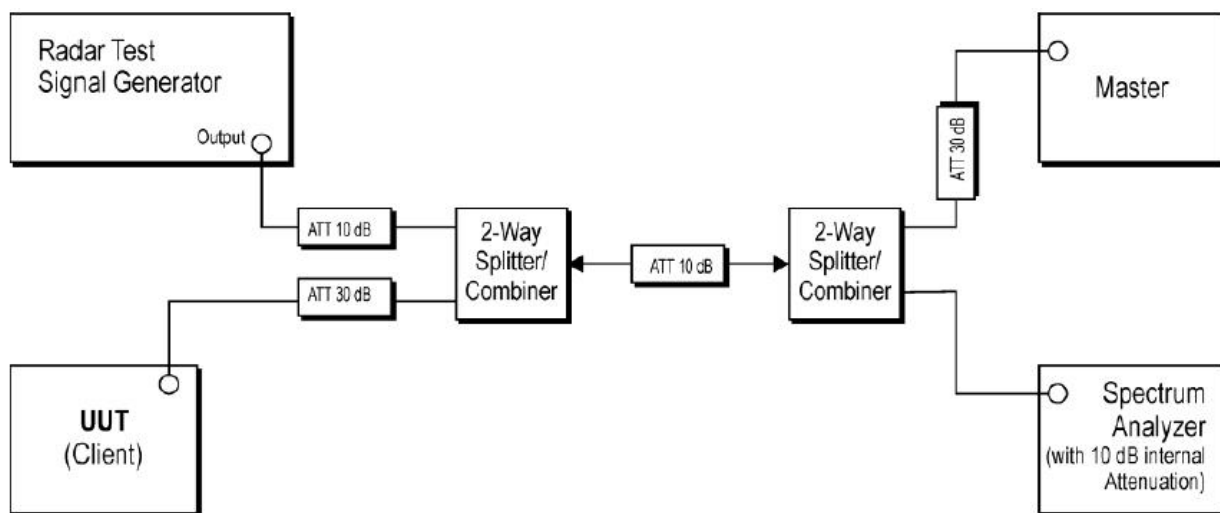 Radar Test
Signal Generator
Output
ATT 10 dB
ATT 30 dB
UUT
(Client)
2-Way
Splitter/
Combiner
ATT 10 dB
2-Way
Splitter/
Combiner
ATT 30 dB
Master
Spectrum
Analyzer
(with 10 dB internal
Attenuation)